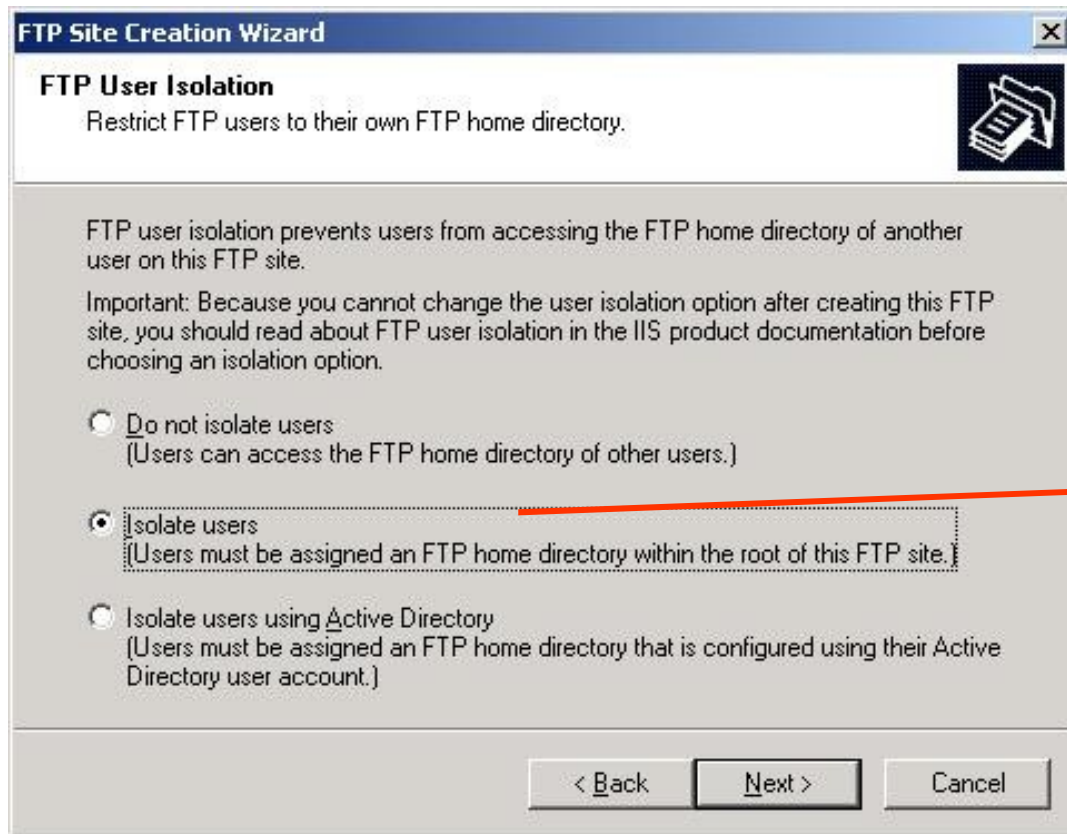 FTP Site Creation Wizard
FTP User Isolation
Restrict FTP users to their own FTP home directory.
FTP user isolation prevents users from accessing the FTP home directory of another
user on this FTP site.
Important: Because you cannot change the user isolation option after creating this FTP
site, you should read about FTP user isolation in the IIS product documentation before
choosing an isolation option.
Do not isolate users
(Users can access the FTP home directory of other users.)
Isolate users
(Users must be assigned an FTP home directory within the root of this FTP site.)
Isolate users using Active Directory
(Users must be assigned an FTP home directory that is configured using their Active
Directory user account.)
< Back Next > Cancel